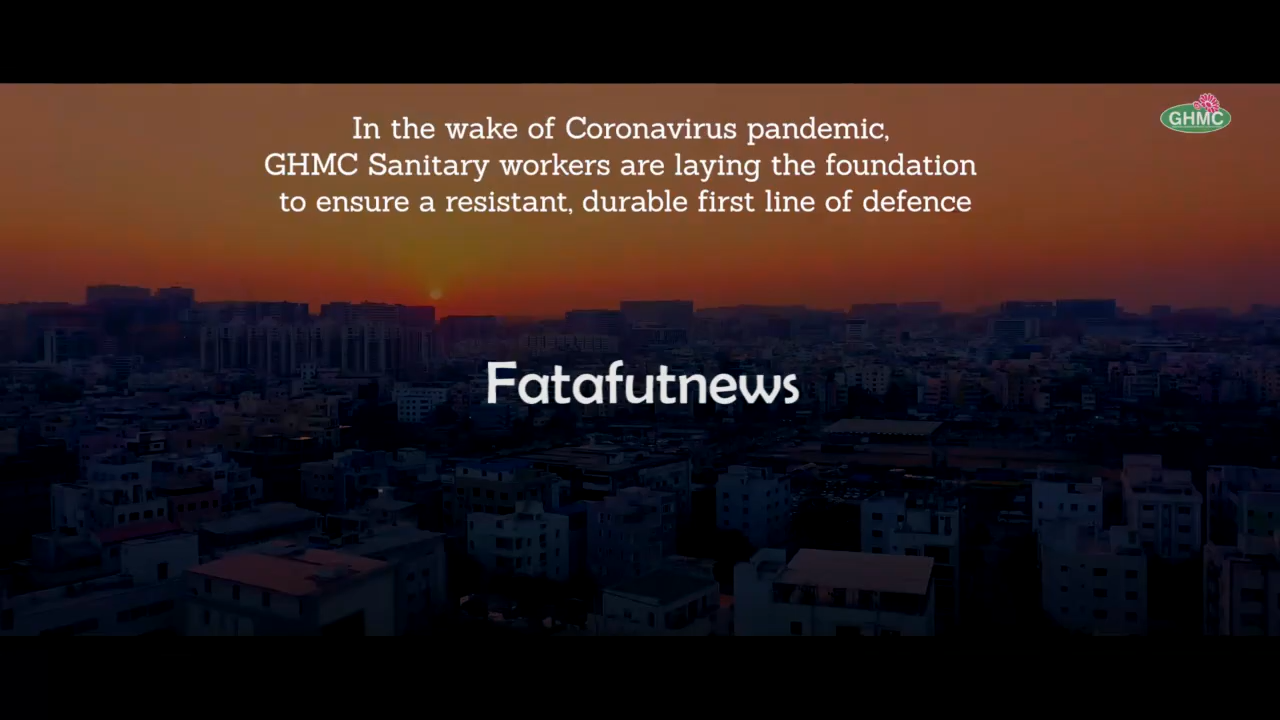 In the wake of Coronavirus pandemic,
GHMC Sanitary workers are laying the foundation
to ensure a resistant, durable first line of defence
GHMC
Fatafutnews